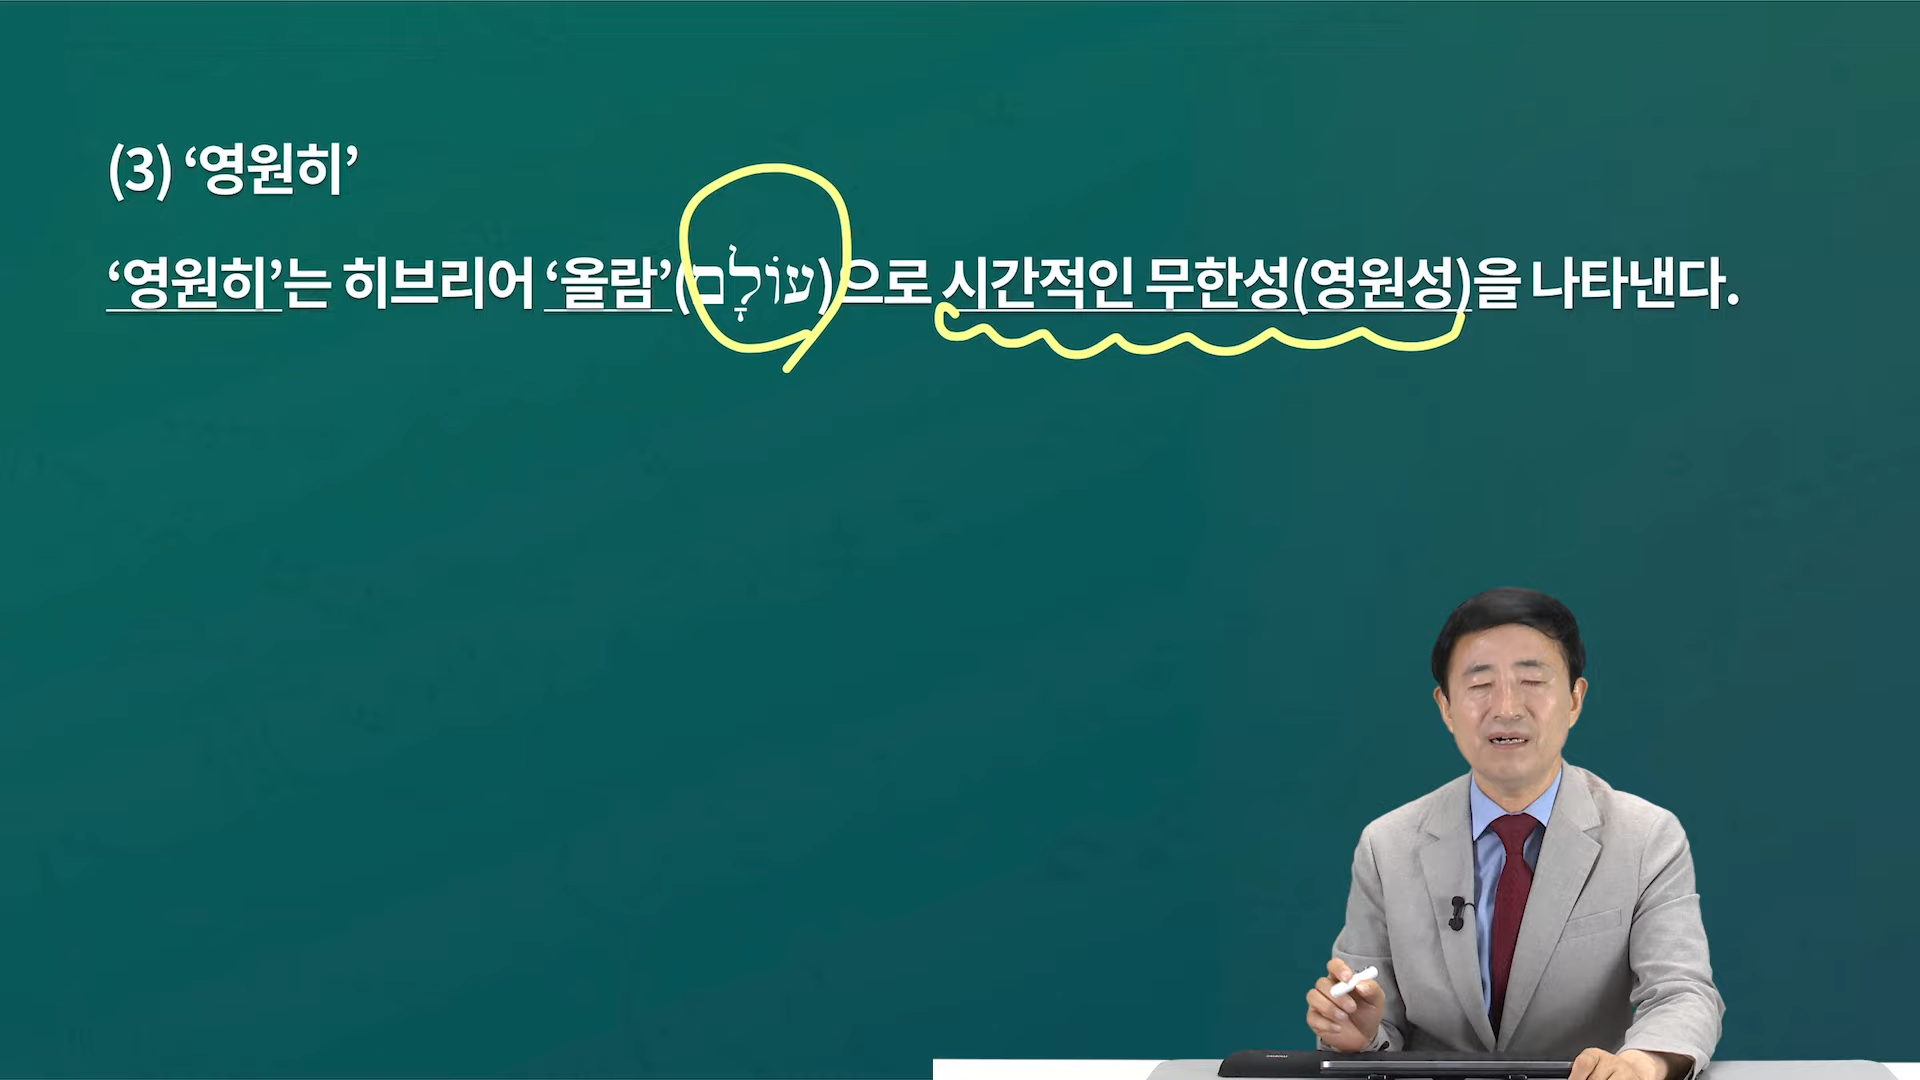 (3) ‘영원히’
‘영원히’는 히브리어 ‘올람’(עוֹלָם)으로 시간적인 무한성(영원성)을 나타낸다.